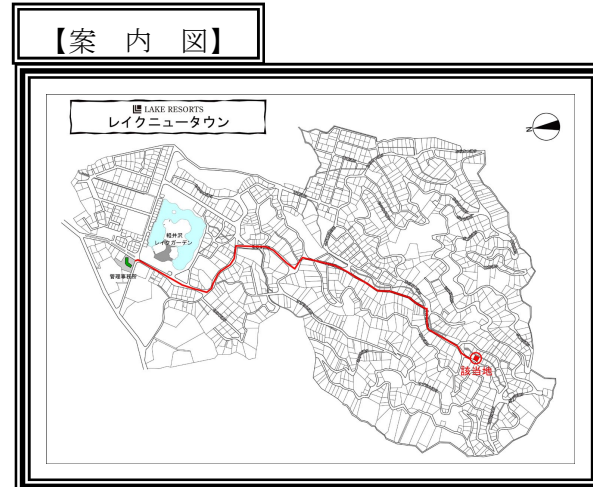 【案 内 図】
LAKE RESORTS
レイクニュータウン
N
軽井沢
レイクガーデン
管理事務所
該当地